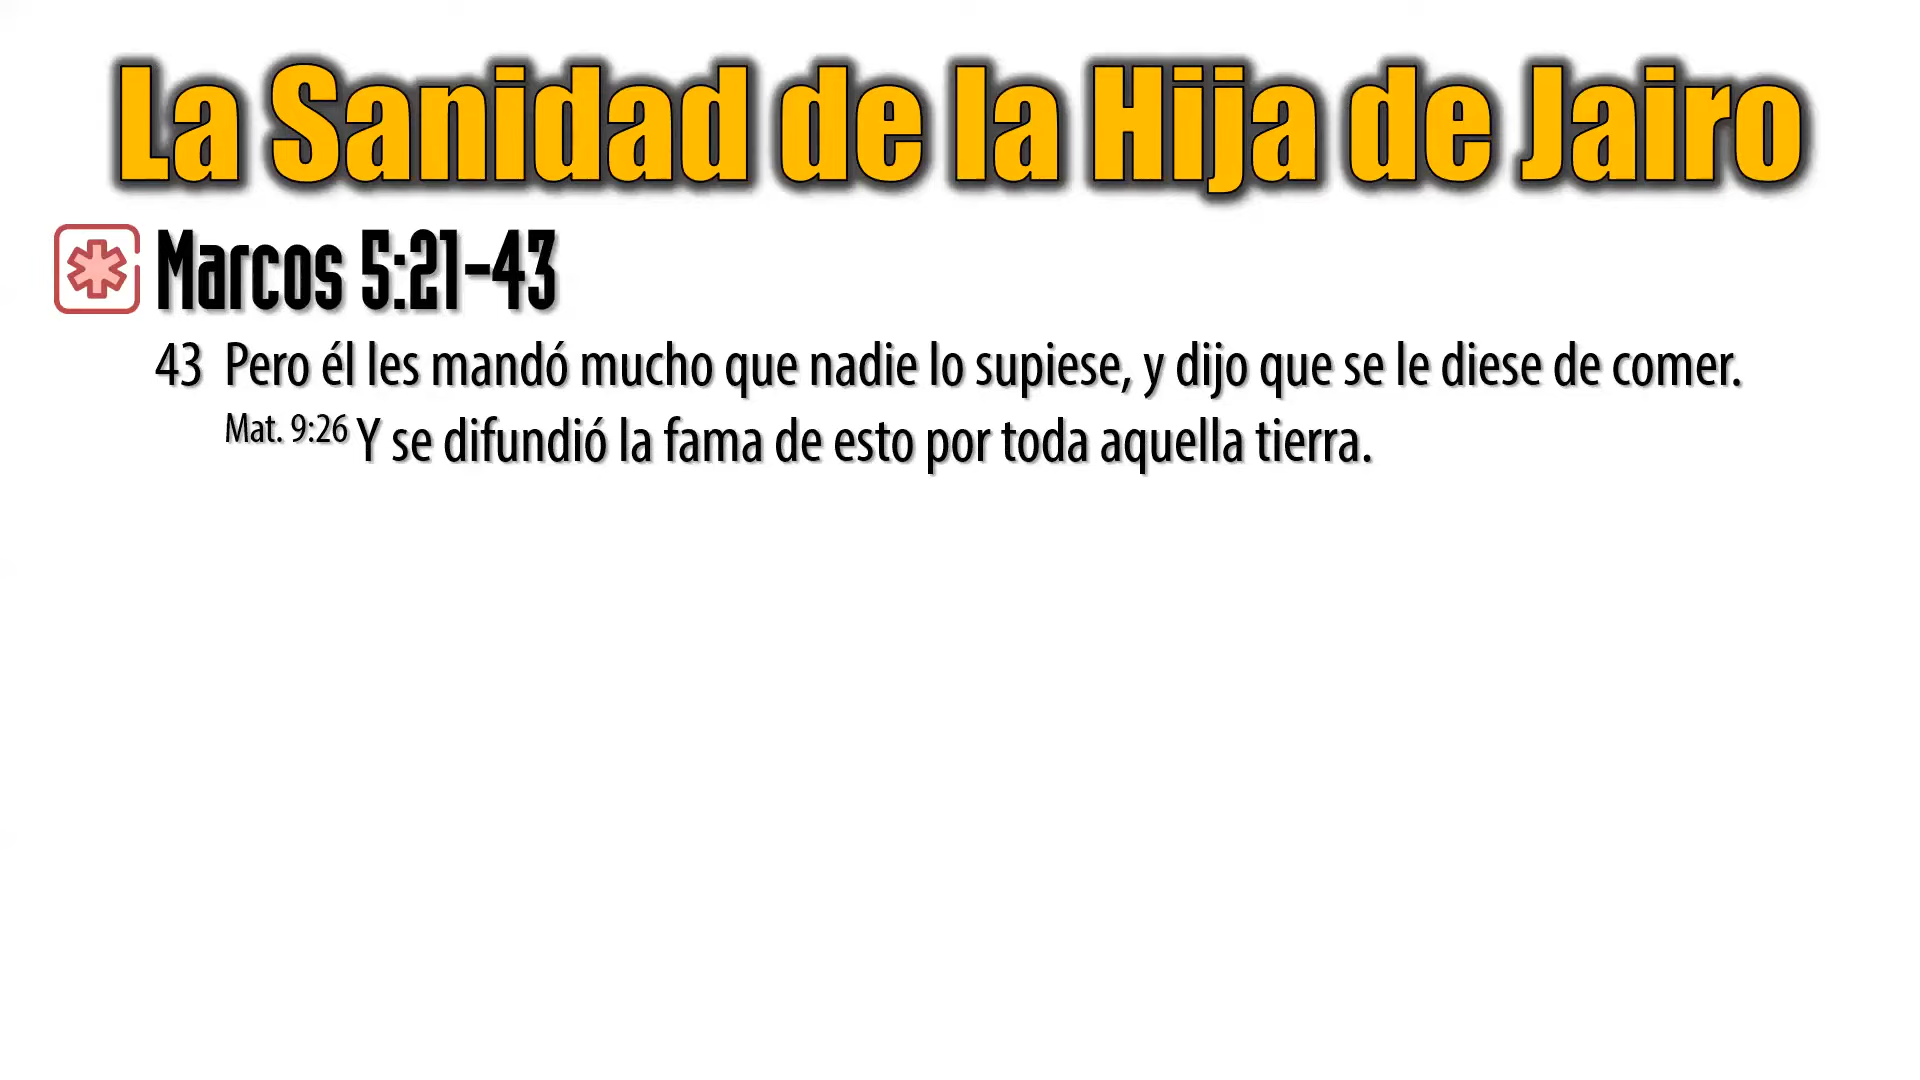 La Sanidad de la Hija de Jairo
Marcos 5:21-43
43 Pero él les mandó mucho que nadie lo supiese, y dijo que se le diese de comer.
Mat. 9:26 Y se difundió la fama de esto por toda aquella tierra.